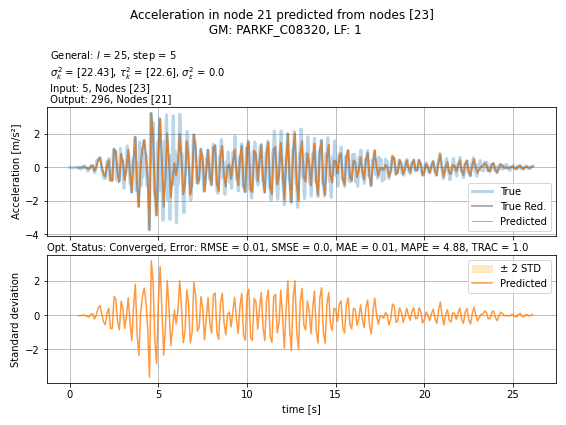 Acceleration in node 21 predicted from nodes [23]
GM: PARKF_C08320, LF: 1
General: l = 25, step = 5
σ²ₖ = [22.43], τ²ₖ = [22.6], σ²ε = 0.0
Input: 5, Nodes [23]
Output: 296, Nodes [21]
Acceleration [m/s²]
2
0
−2
−4
True
True Red.
Predicted
Opt. Status: Converged, Error: RMSE = 0.01, SMSE = 0.0, MAE = 0.01, MAPE = 4.88, TRAC = 1.0
Standard deviation
2
0
−2
± 2 STD
Predicted
0 5 10 15 20 25
time [s]